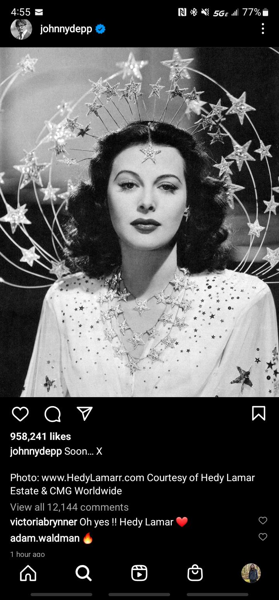 4:55 5GE 77%
johnnydepp
958,241 likes
johnnydepp Soon... X
Photo: www.HedyLamarr.com Courtesy of Hedy Lamar
Estate & CMG Worldwide
View all 12,144 comments
victoriabrynner Oh yes !! Hedy Lamar ❤️
adam.waldman 🔥
1 hour ago